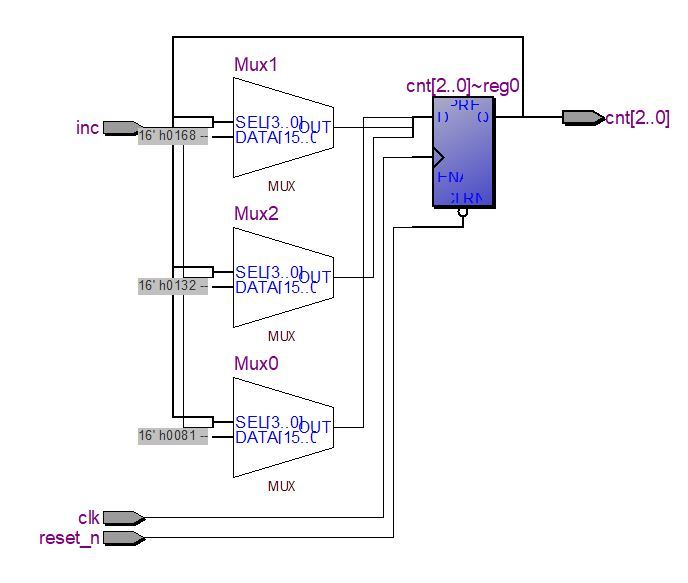 Mux1
cnt[2..0]~reg0
SEL[3..0]
OUT
PRE
D
Q
inc
cnt[2..0]
16' h0168 --
DATA[15..0]
ENA
MUX
CLRN
Mux2
SEL[3..0]
OUT
16' h0132 --
DATA[15..0]
MUX
Mux0
SEL[3..0]
OUT
16' h0081 --
DATA[15..0]
MUX
clk
reset_n